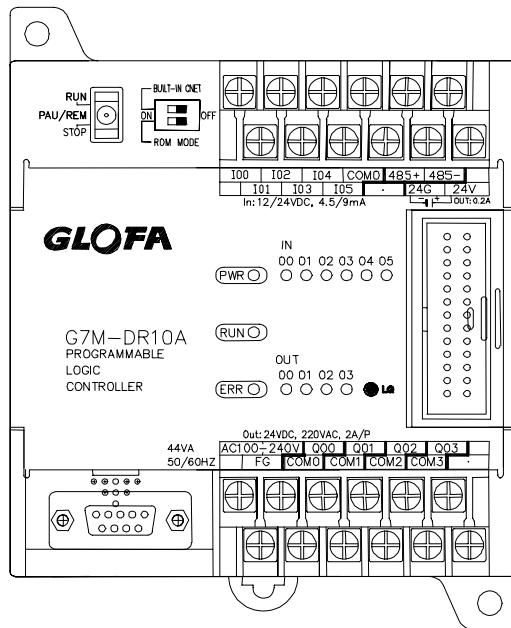 BUILT-IN CNET
RUN
PAU/REM
STOP
ON
OFF
ROM MODE
I00 I02 I04 COM0 485+ 485-
I01 I03 I05 . 24G 24V
In: 12/24VDC, 4.5/9mA
- + OUT: 0.2A
GLOFA
IN
00 01 02 03 04 05
PWR
G7M-DR10A
PROGRAMMABLE
LOGIC
CONTROLLER
RUN
OUT
00 01 02 03
ERR
LG
Out: 24VDC, 220VAC, 2A/P
44VA
50/60HZ
AC100-240V Q00 Q01 Q02 Q03
FG COM0 COM1 COM2 COM3 .